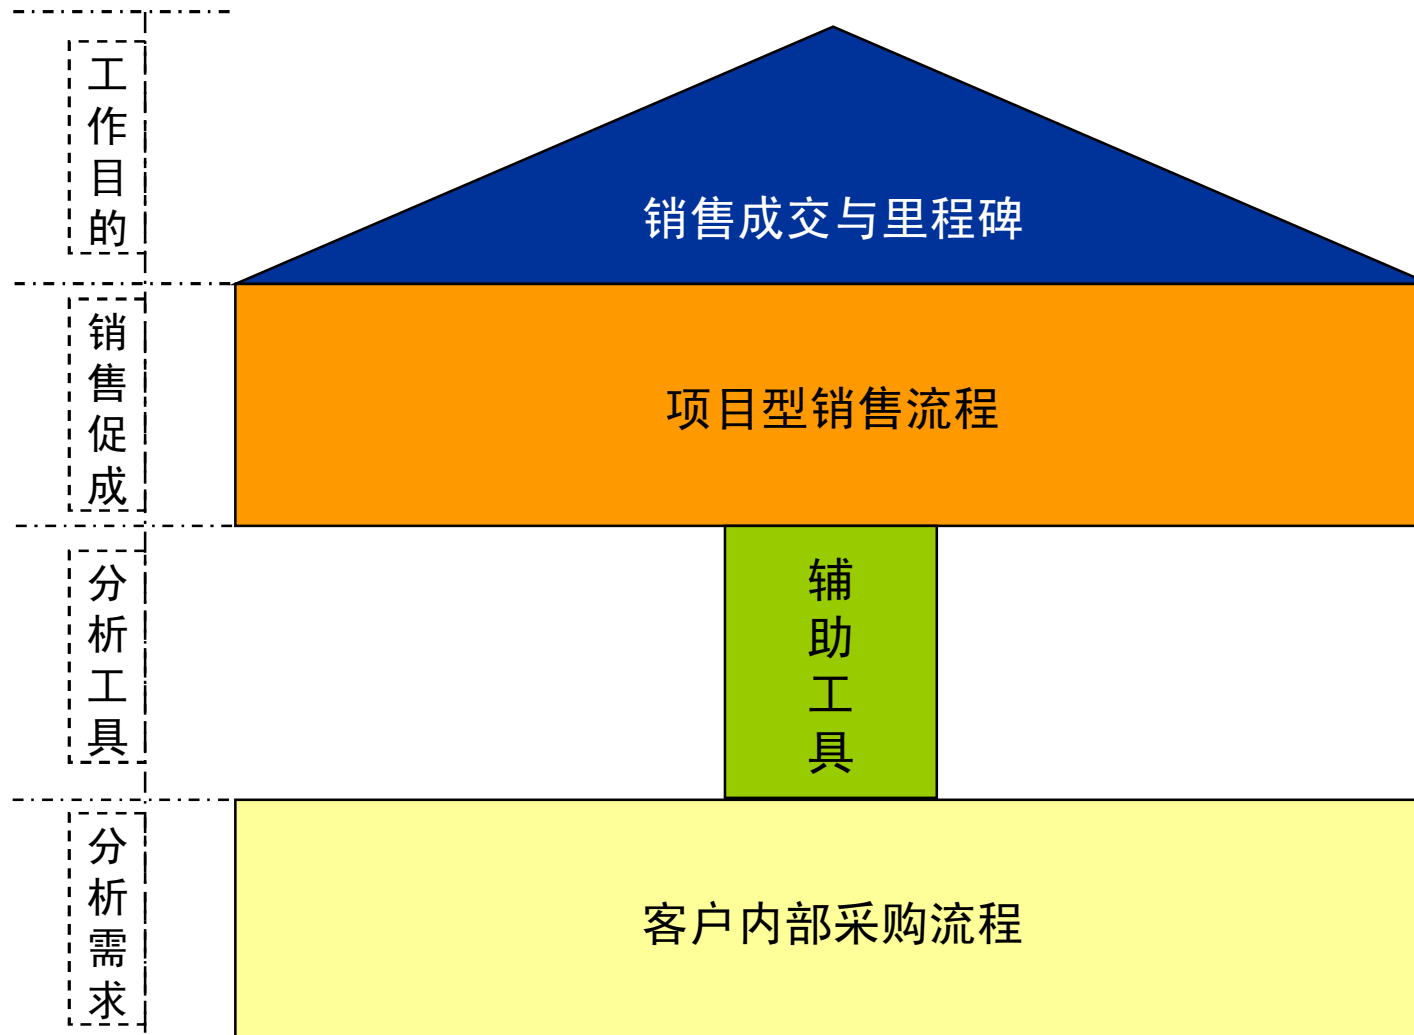 工作目的
销售成交与里程碑
销售促成
项目型销售流程
分析工具
辅助工具
分析需求
客户内部采购流程